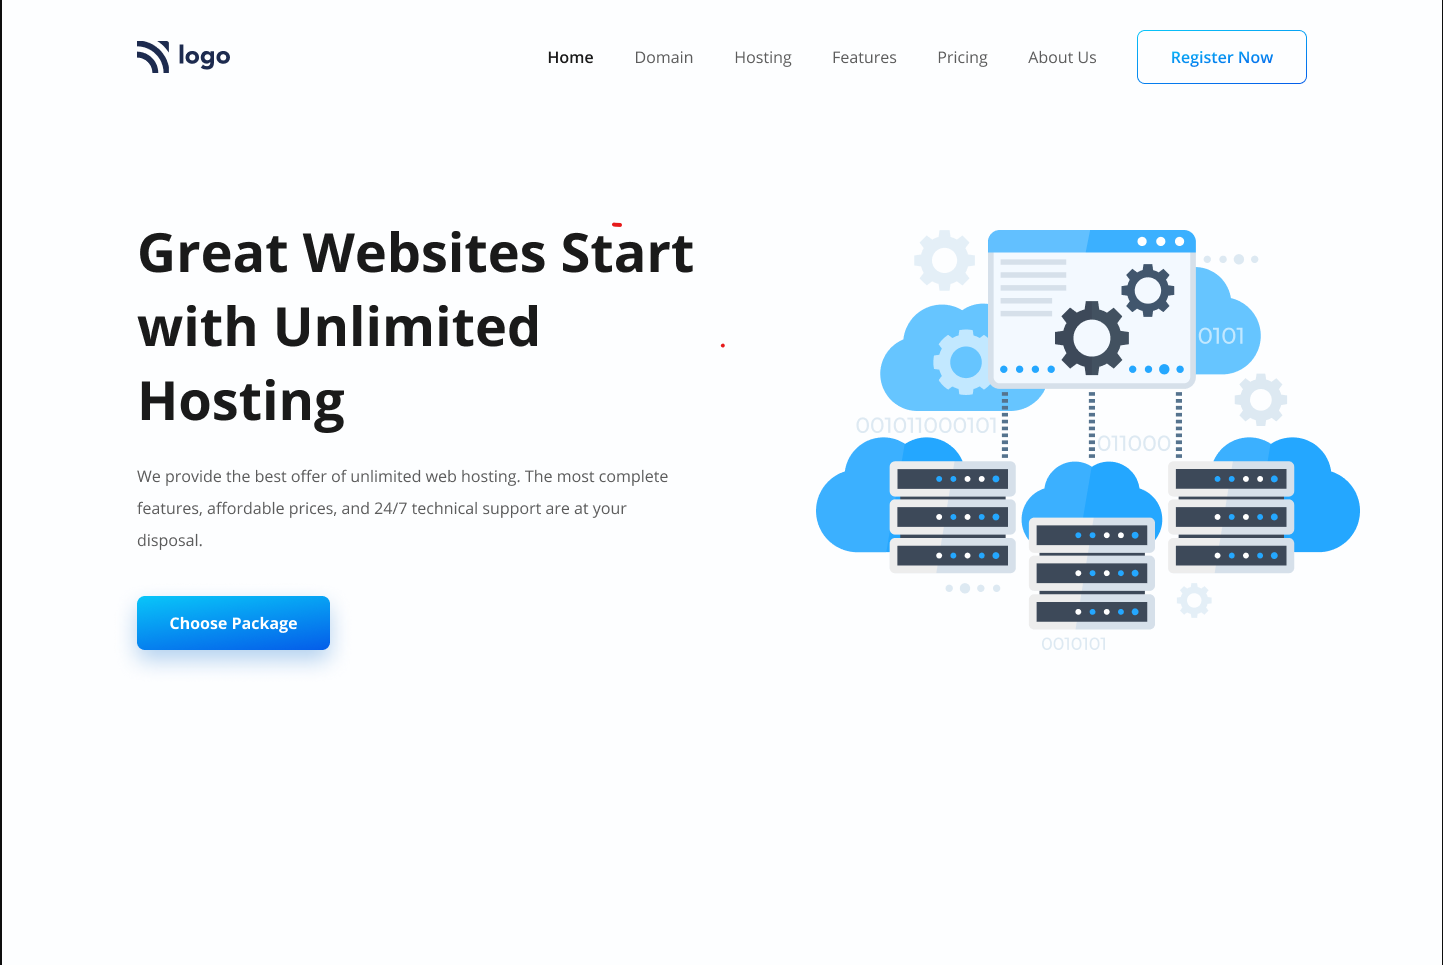 logo
Home Domain Hosting Features Pricing About Us Register Now
Great Websites Start
with Unlimited
Hosting
We provide the best offer of unlimited web hosting. The most complete
features, affordable prices, and 24/7 technical support are at your
disposal.
Choose Package
0101
001011000101
011000
0010101